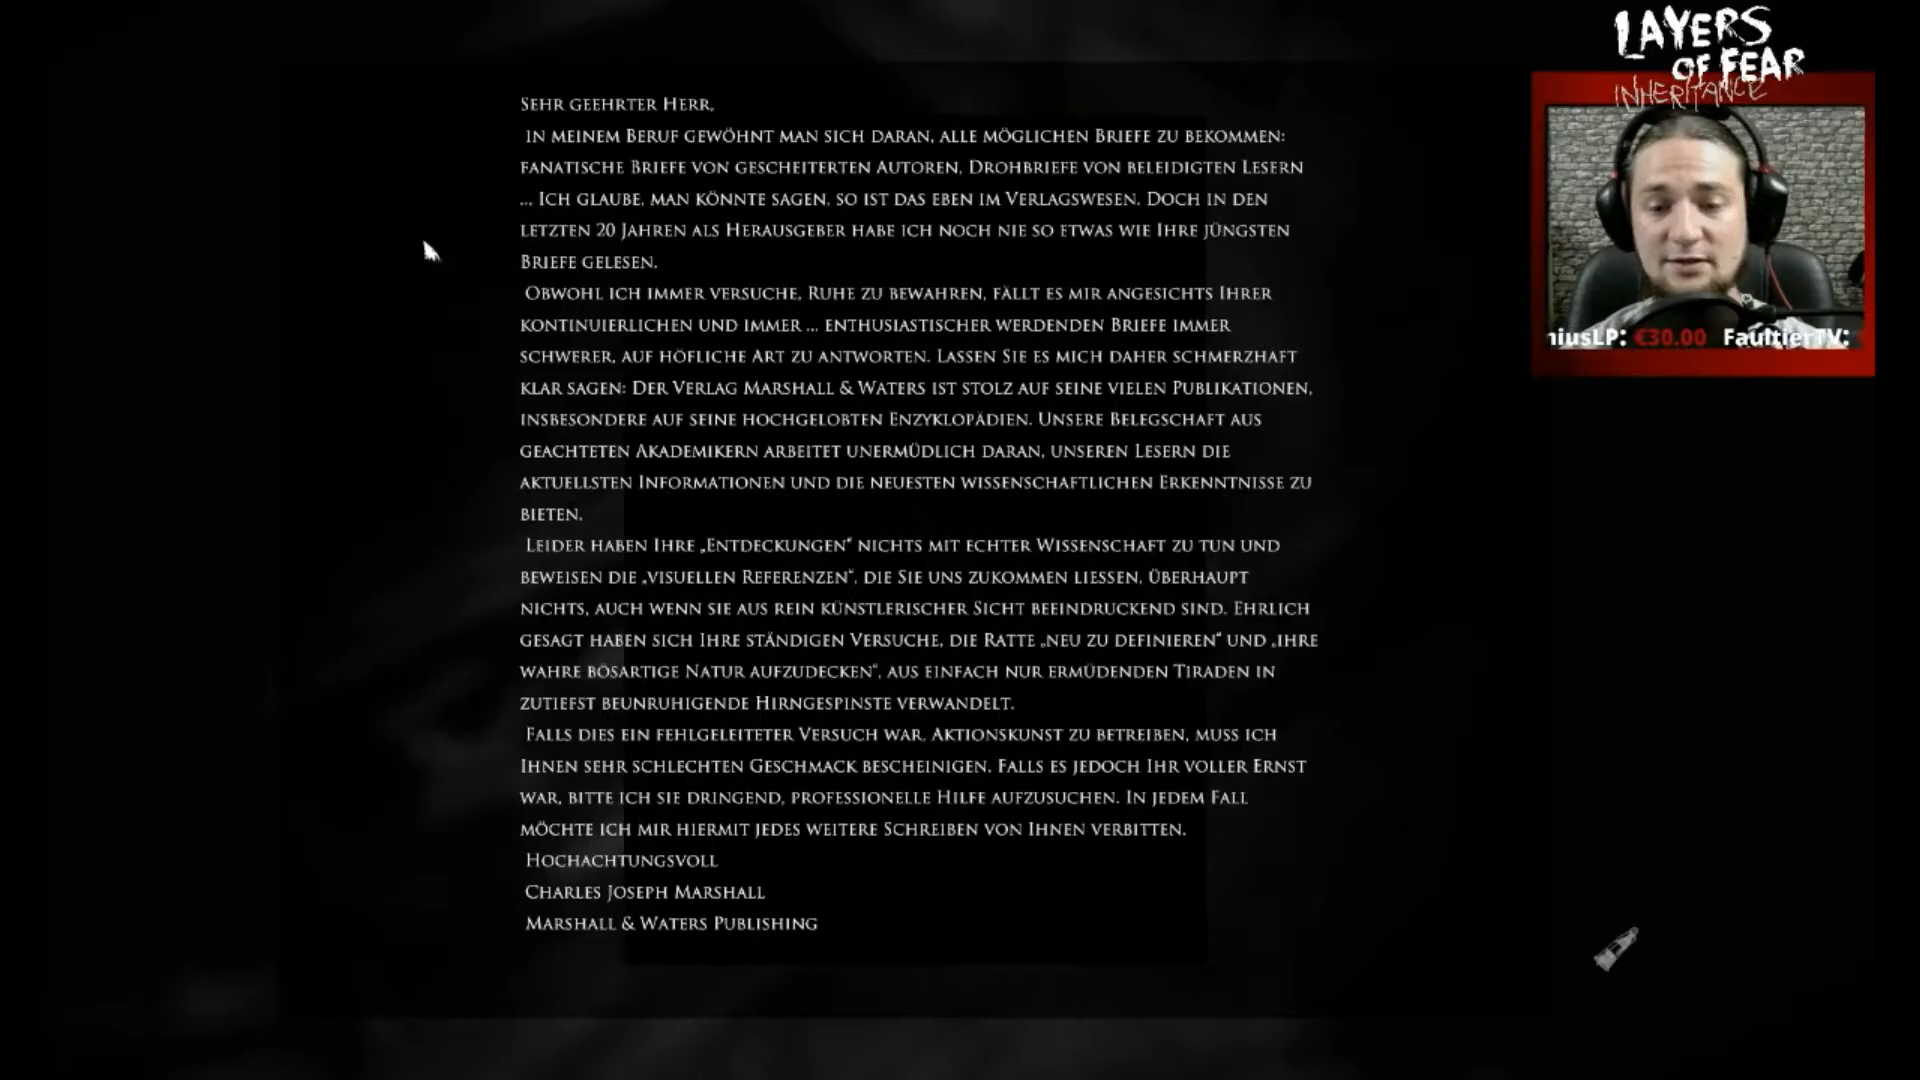 LAYERS
OF FEAR
INHERITANCE
Sehr geehrter Herr,
in meinem Beruf gewöhnt man sich daran, alle möglichen Briefe zu bekommen:
fanatische Briefe von gescheiterten Autoren, Drohbriefe von beleidigten Lesern
... Ich glaube, man könnte sagen, so ist das eben im Verlagswesen. Doch in den
letzten 20 Jahren als Herausgeber habe ich noch nie so etwas wie Ihre jüngsten
Briefe gelesen.
Obwohl ich immer versuche, Ruhe zu bewahren, fällt es mir angesichts Ihrer
kontinuierlichen und immer ... enthusiastischer werdenden Briefe immer
schwerer, auf höfliche Art zu antworten. Lassen Sie es mich daher schmerzhaft
klar sagen: Der Verlag Marshall & Waters ist stolz auf seine vielen Publikationen,
insbesondere auf seine hochgelobten Enzyklopädien. Unsere Belegschaft aus
geachteten Akademikern arbeitet unermüdlich daran, unseren Lesern die
aktuellsten Informationen und die neuesten wissenschaftlichen Erkenntnisse zu
bieten.
Leider haben Ihre „Entdeckungen“ nichts mit echter Wissenschaft zu tun und
beweisen die „visuellen Referenzen“, die Sie uns zukommen liessen, überhaupt
nichts, auch wenn sie aus rein künstlerischer Sicht beeindruckend sind. Ehrlich
gesagt haben sich Ihre ständigen Versuche, die Ratte „neu zu definieren“ und „ihre
wahre bösartige Natur aufzudecken“, aus einfach nur ermüdenden Tiraden in
zutiefst beunruhigende Hirngespinste verwandelt.
Falls dies ein fehlgeleiteter Versuch war, Aktionskunst zu betreiben, muss ich
Ihnen sehr schlechten Geschmack bescheinigen. Falls es jedoch Ihr voller Ernst
war, bitte ich Sie dringend, professionelle Hilfe aufzusuchen. In jedem Fall
möchte ich mir hiermit jedes weitere Schreiben von Ihnen verbitten.
Hochachtungsvoll
Charles Joseph Marshall
Marshall & Waters Publishing
niusLP: €30.00 FaultierTV: